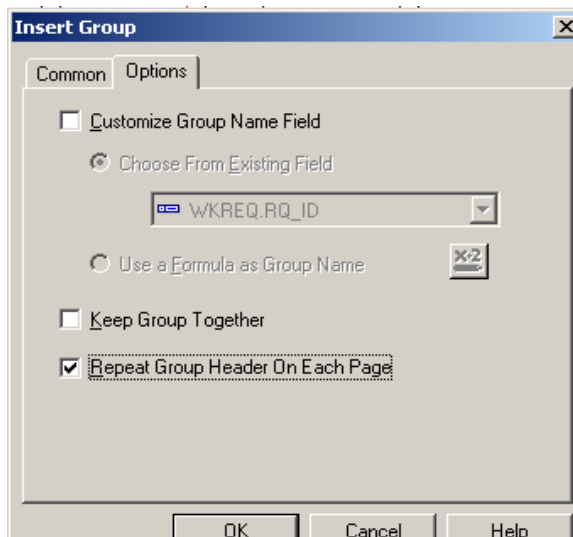 Insert Group
Common Options
Customize Group Name Field
Choose From Existing Field
WKREQ.RQ_ID
Use a Formula as Group Name
X+2
Keep Group Together
Repeat Group Header On Each Page
OK Cancel Help